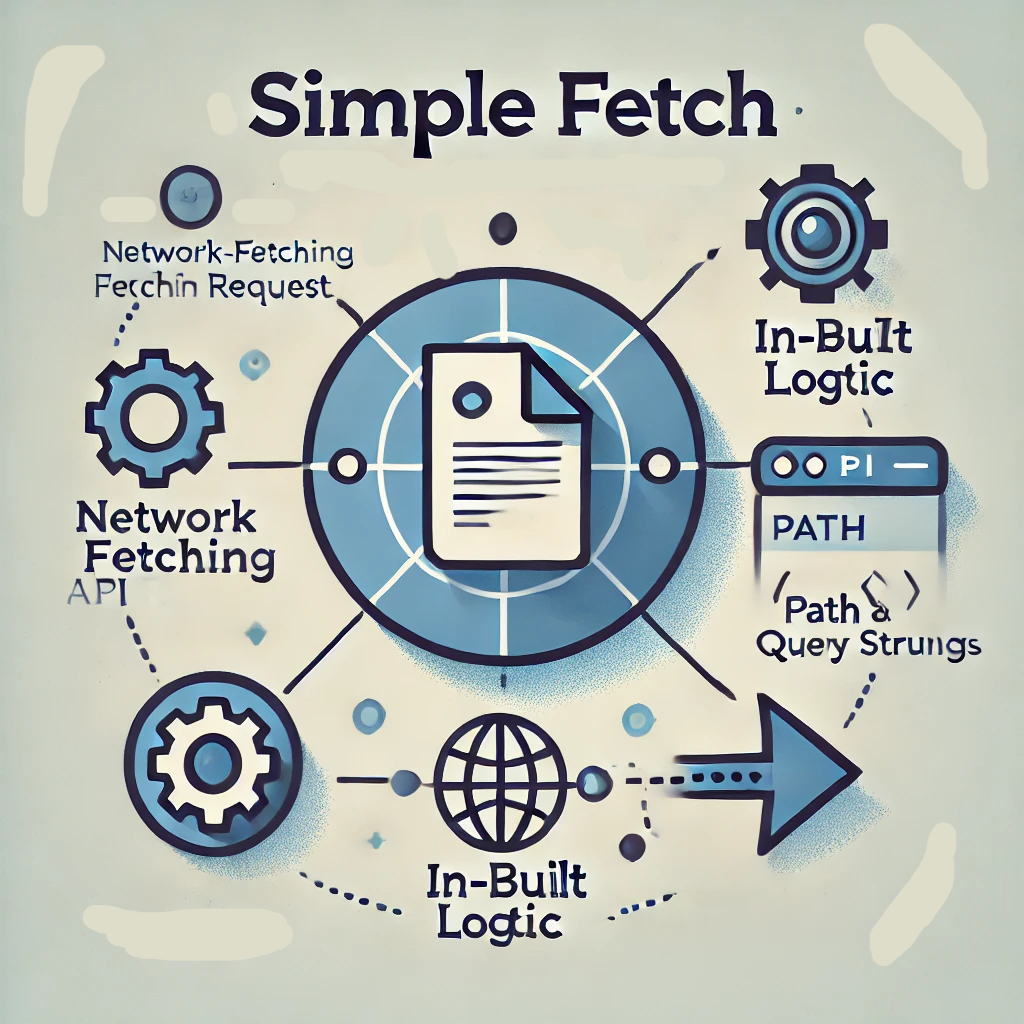 Simple Fetch
Network-Fetching
Fecchin Request
In-Built
Logtic
Network
Fetching
API
PI
PATH
Path &
Query Strungs
In-Built
Logtic